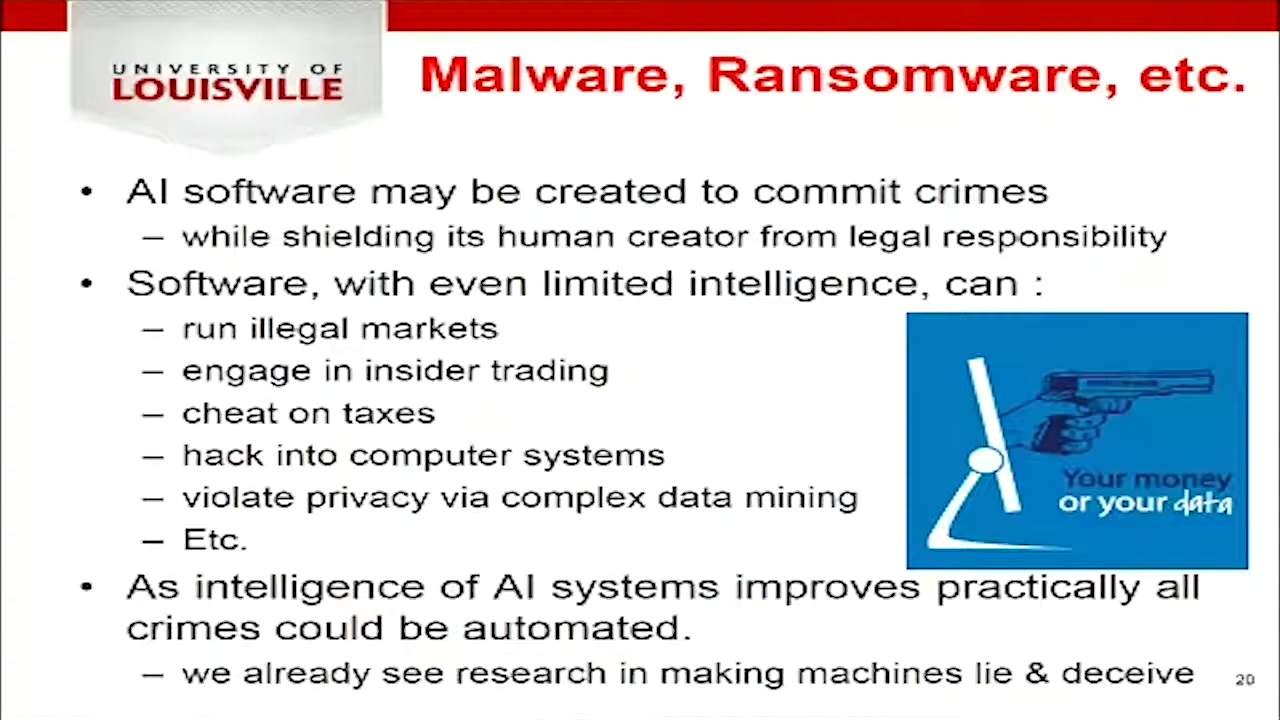 UNIVERSITY OF
LOUISVILLE
Malware, Ransomware, etc.
• AI software may be created to commit crimes
– while shielding its human creator from legal responsibility
• Software, with even limited intelligence, can :
– run illegal markets
– engage in insider trading
– cheat on taxes
– hack into computer systems
– violate privacy via complex data mining
– Etc.
Your money
or your data
• As intelligence of AI systems improves practically all
crimes could be automated.
– we already see research in making machines lie & deceive
20